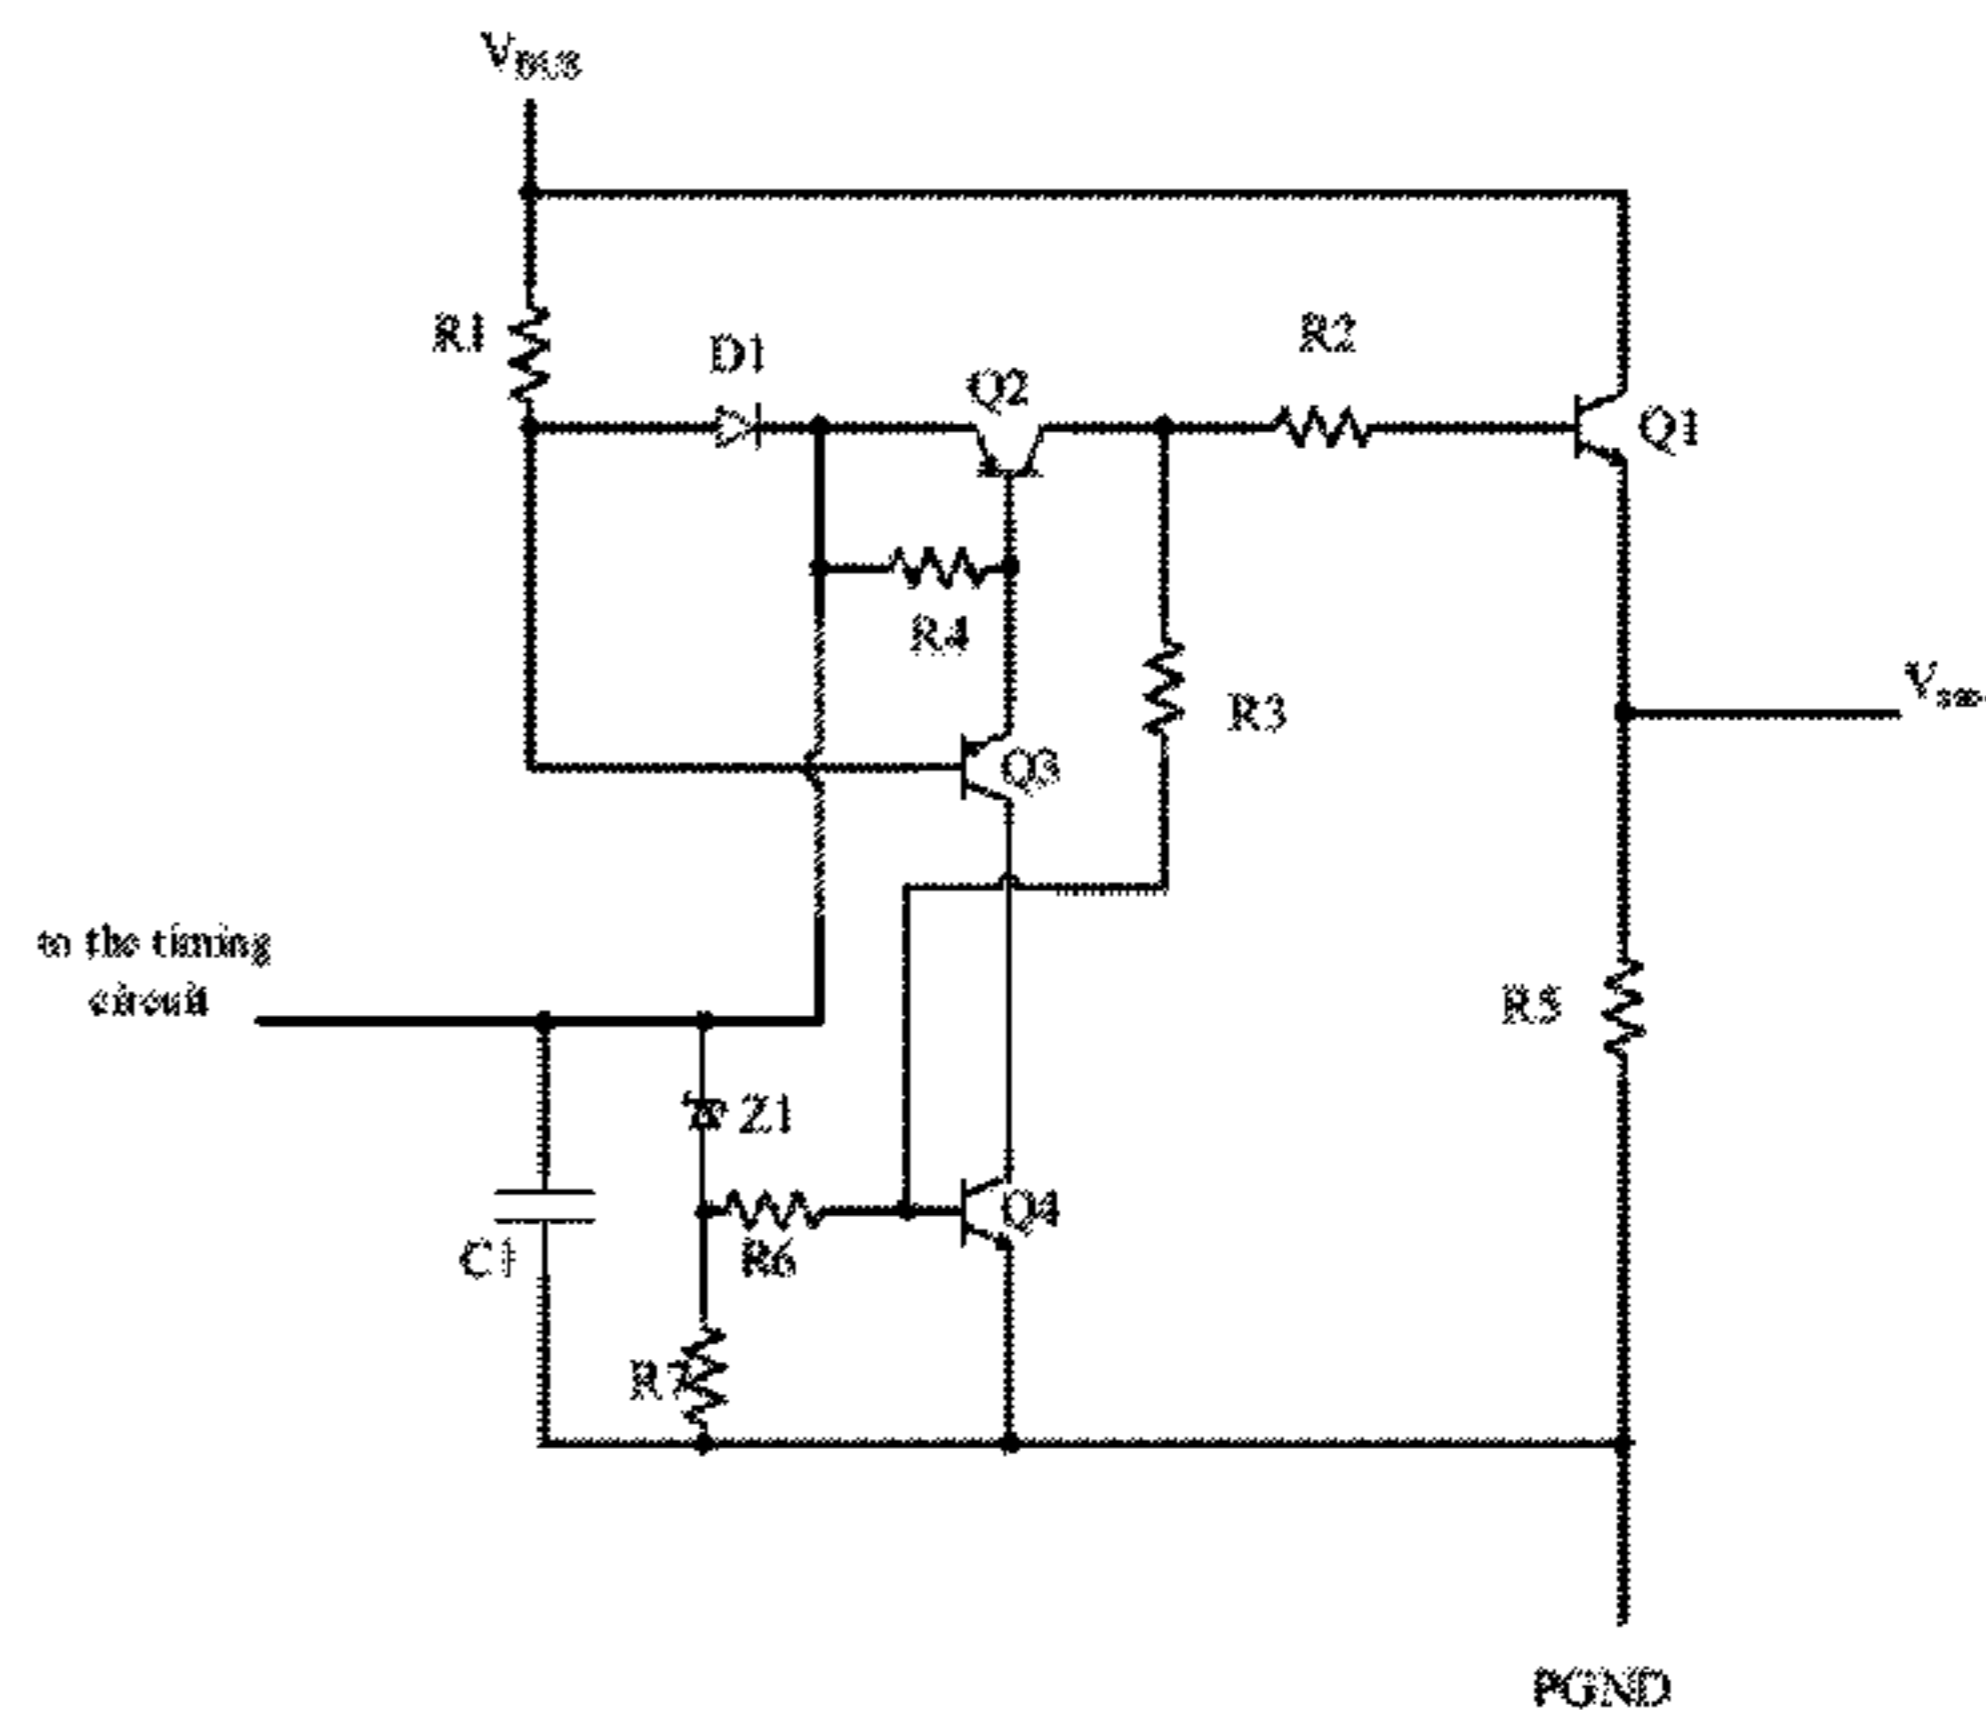 VBUS
R1
D1
Q2
R2
Q1
R4
R3
Q3
to the timing
circuit
R5
Z1
Q4
C1
R6
R7
PGND